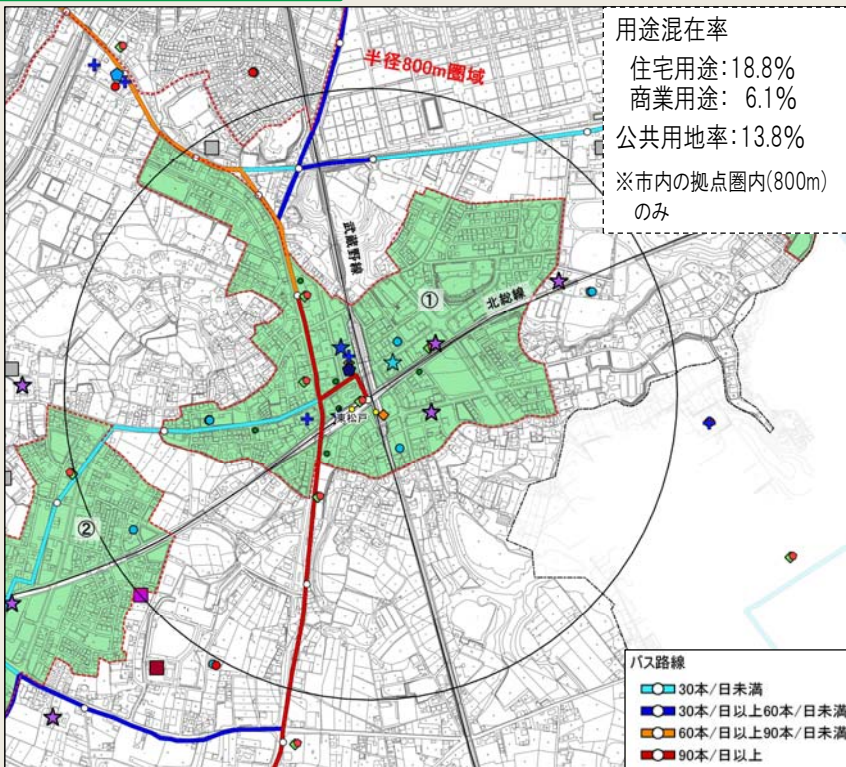 半径800m圏域
用途混在率
住宅用途:18.8%
商業用途: 6.1%
公共用地率:13.8%
※市内の拠点圏内(800m)
のみ
武蔵野線
①
北総線
東松戸
②
バス路線
30本/日未満
30本/日以上60本/日未満
60本/日以上90本/日未満
90本/日以上